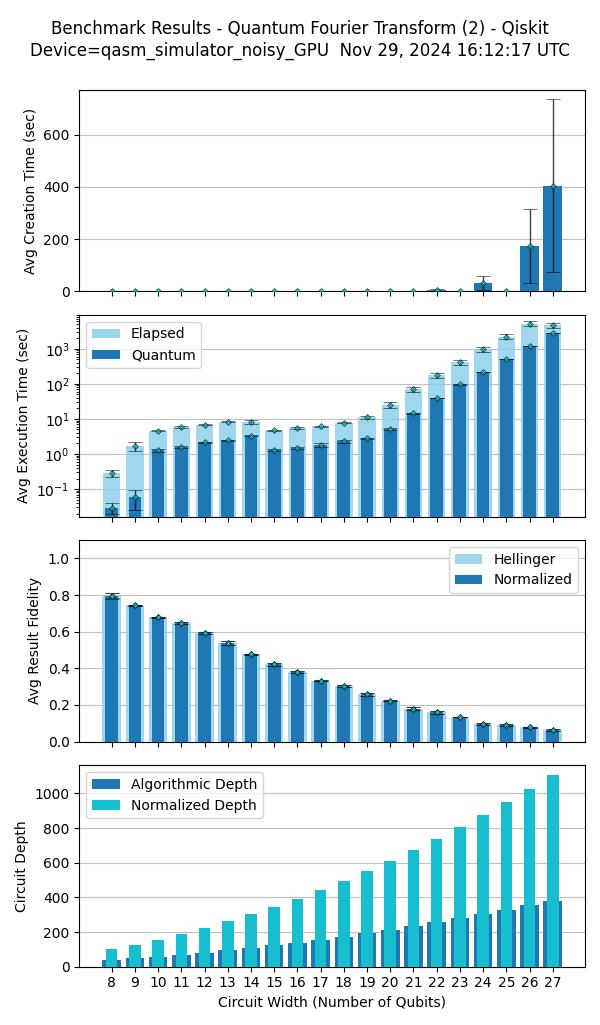 Benchmark Results - Quantum Fourier Transform (2) - Qiskit
Device=qasm_simulator_noisy_GPU  Nov 29, 2024 16:12:17 UTC
Avg Creation Time (sec)
600
400
200
0
Avg Execution Time (sec)
Elapsed
Quantum
10³
10²
10¹
10⁰
10⁻¹
Avg Result Fidelity
Hellinger
Normalized
1.0
0.8
0.6
0.4
0.2
0.0
Circuit Depth
Algorithmic Depth
Normalized Depth
1000
800
600
400
200
0
8 9 10 11 12 13 14 15 16 17 18 19 20 21 22 23 24 25 26 27
Circuit Width (Number of Qubits)